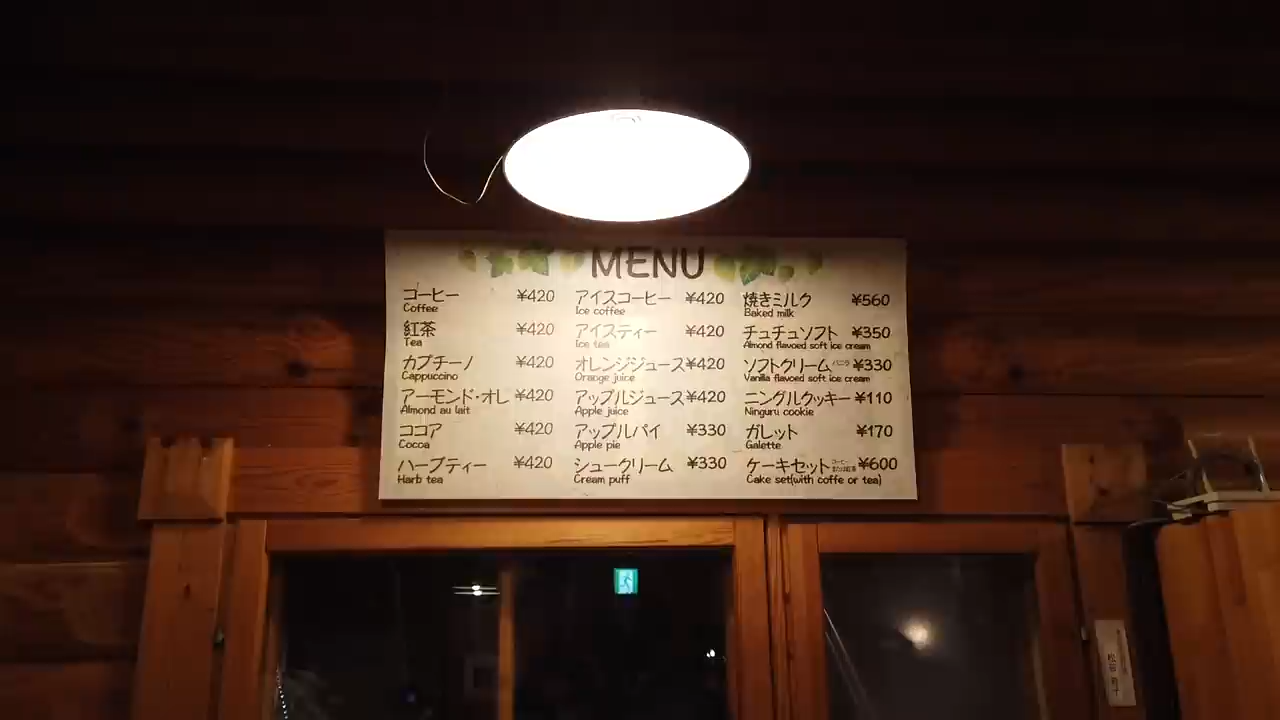 MENU
コーヒー ¥420
Coffee
紅茶 ¥420
Tea
カプチーノ ¥420
Cappuccino
アーモンド・オレ ¥420
Almond au lait
ココア ¥420
Cocoa
ハーブティー ¥420
Harb tea
アイスコーヒー ¥420
Ice coffee
アイスティー ¥420
Ice tea
オレンジジュース ¥420
Orange juice
アップルジュース ¥420
Apple juice
アップルパイ ¥330
Apple pie
シュークリーム ¥330
Cream puff
焼きミルク ¥560
Baked milk
チュチュソフト ¥350
Almond flavoed soft ice cream
ソフトクリーム バニラ ¥330
Vanilla flavoed soft ice cream
ニングルクッキー ¥110
Ninguru cookie
ガレット ¥170
Galette
ケーキセット ¥600
Cake set(with coffe or tea)